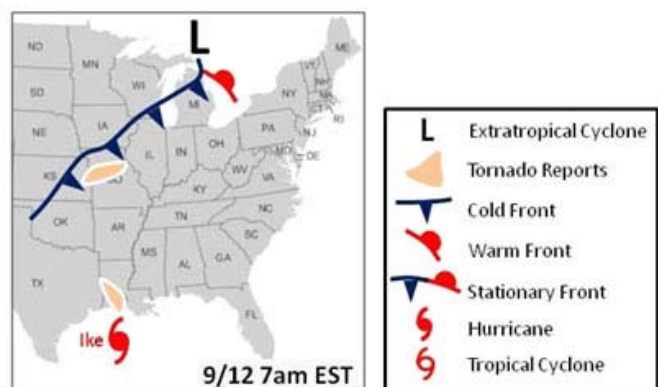 L
ME
ND
MN
VT
NH
WI
SD
NY
MI
CT
RI
IA
PA
NE
NJ
OH
IL
IN
MD
DE
WV
KS
VA
KY
NC
TN
OK
AR
SC
MS
AL
GA
TX
FL
Ike
9/12 7am EST
L Extratropical Cyclone
Tornado Reports
Cold Front
Warm Front
Stationary Front
Hurricane
Tropical Cyclone